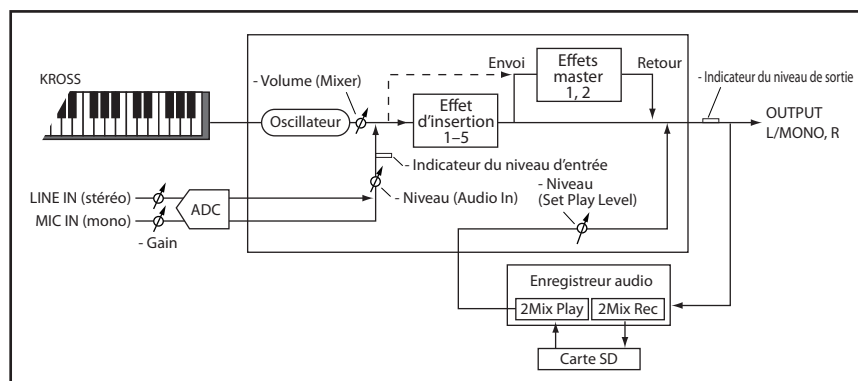 KROSS
- Volume (Mixer)
Oscillateur
Envoi
Effets
master
1, 2
Retour
- Indicateur du niveau de sortie
OUTPUT
L/MONO, R
Effet
d'insertion
1–5
- Indicateur du niveau d'entrée
- Niveau (Audio In)
- Niveau
(Set Play Level)
LINE IN (stéréo)
MIC IN (mono)
ADC
- Gain
Enregistreur audio
2Mix Play
2Mix Rec
Carte SD